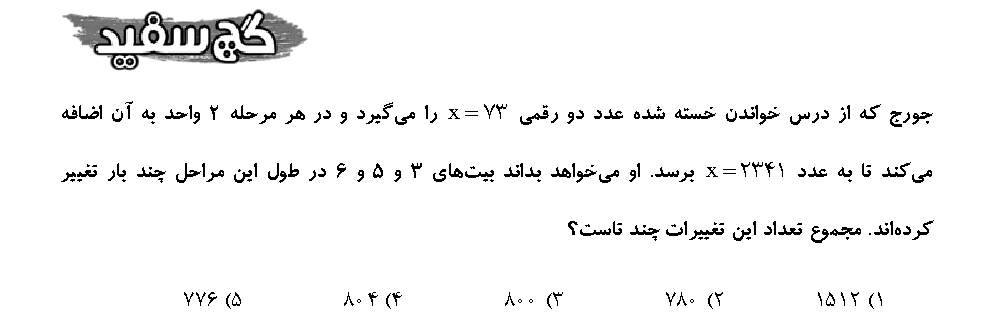 گچ سفید
جورج که از درس خواندن خسته شده عدد دو رقمی x = ۷۳ را می‌گیرد و در هر مرحله ۲ واحد به آن اضافه
می‌کند تا به عدد x = ۲۳۴۱ برسد. او می‌خواهد بداند بیت‌های ۳ و ۵ و ۶ در طول این مراحل چند بار تغییر
کرده‌اند. مجموع تعداد این تغییرات چند تاست؟
۱) ۱۵۱۲ ۲) ۷۸۰ ۳) ۸۰۰ ۴) ۸۰۴ ۵) ۷۷۶